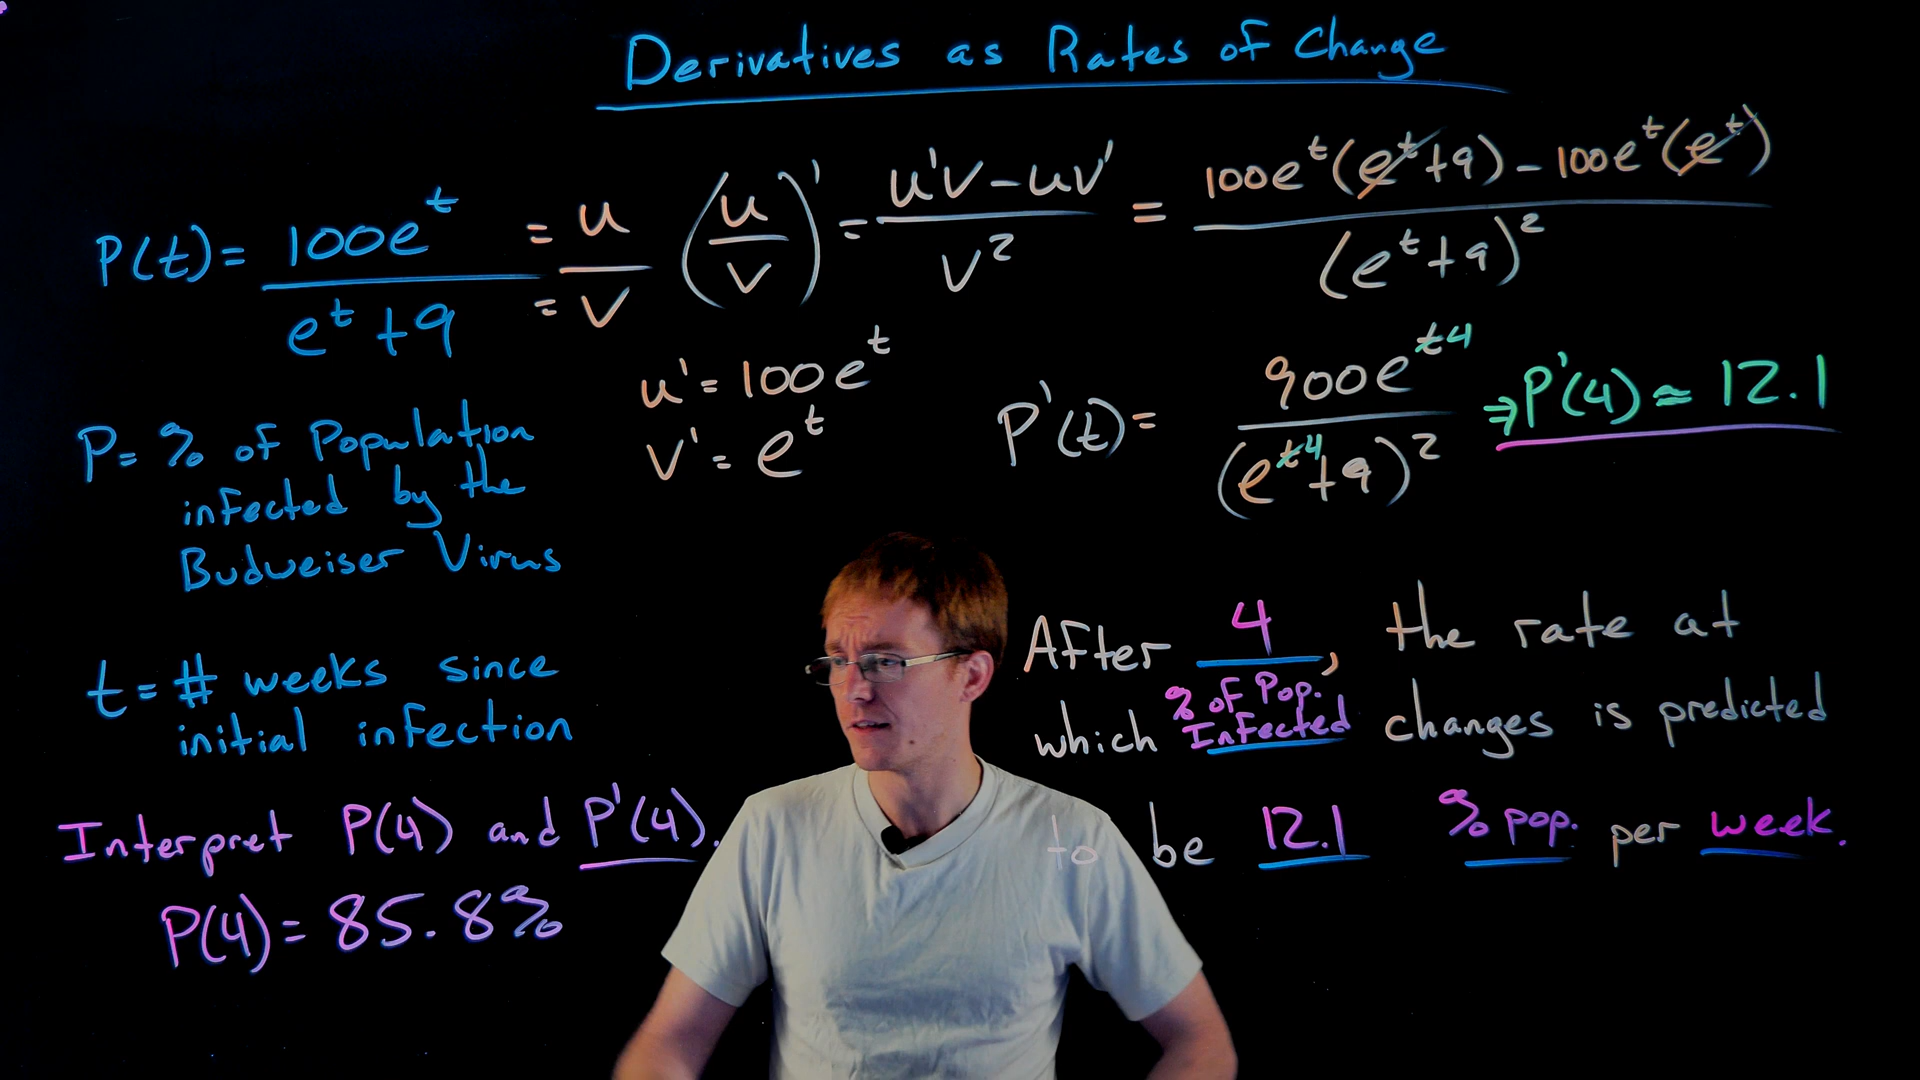 Derivatives as Rates of Change
P(t) = 100e^t / (e^t + 9) = u = v (u/v)' = (u'v - uv') / v^2 = (100e^t(e^t + 9) - 100e^t(e^t)) / (e^t + 9)^2
u' = 100e^t
v' = e^t
P'(t) = 900e^t4 / (e^t4 + 9)^2 ⇒ P'(4) ≈ 12.1
P = % of Population
infected by the
Budweiser Virus
t = # weeks since
initial infection
Interpret P(4) and P'(4).
P(4) = 85.8%
After 4, the rate at
which % of Pop. Infected changes is predicted
to be 12.1 % pop. per week.